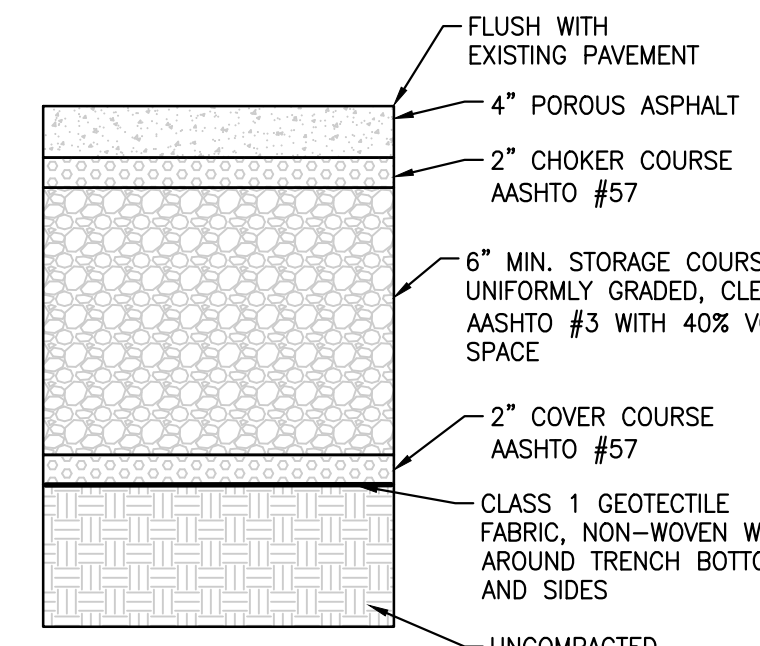 FLUSH WITH
EXISTING PAVEMENT
4" POROUS ASPHALT
2" CHOKER COURSE
AASHTO #57
6" MIN. STORAGE COURS
UNIFORMLY GRADED, CLE
AASHTO #3 WITH 40% VO
SPACE
2" COVER COURSE
AASHTO #57
CLASS 1 GEOTECTILE
FABRIC, NON-WOVEN W
AROUND TRENCH BOTTO
AND SIDES
UNCOMPACTED